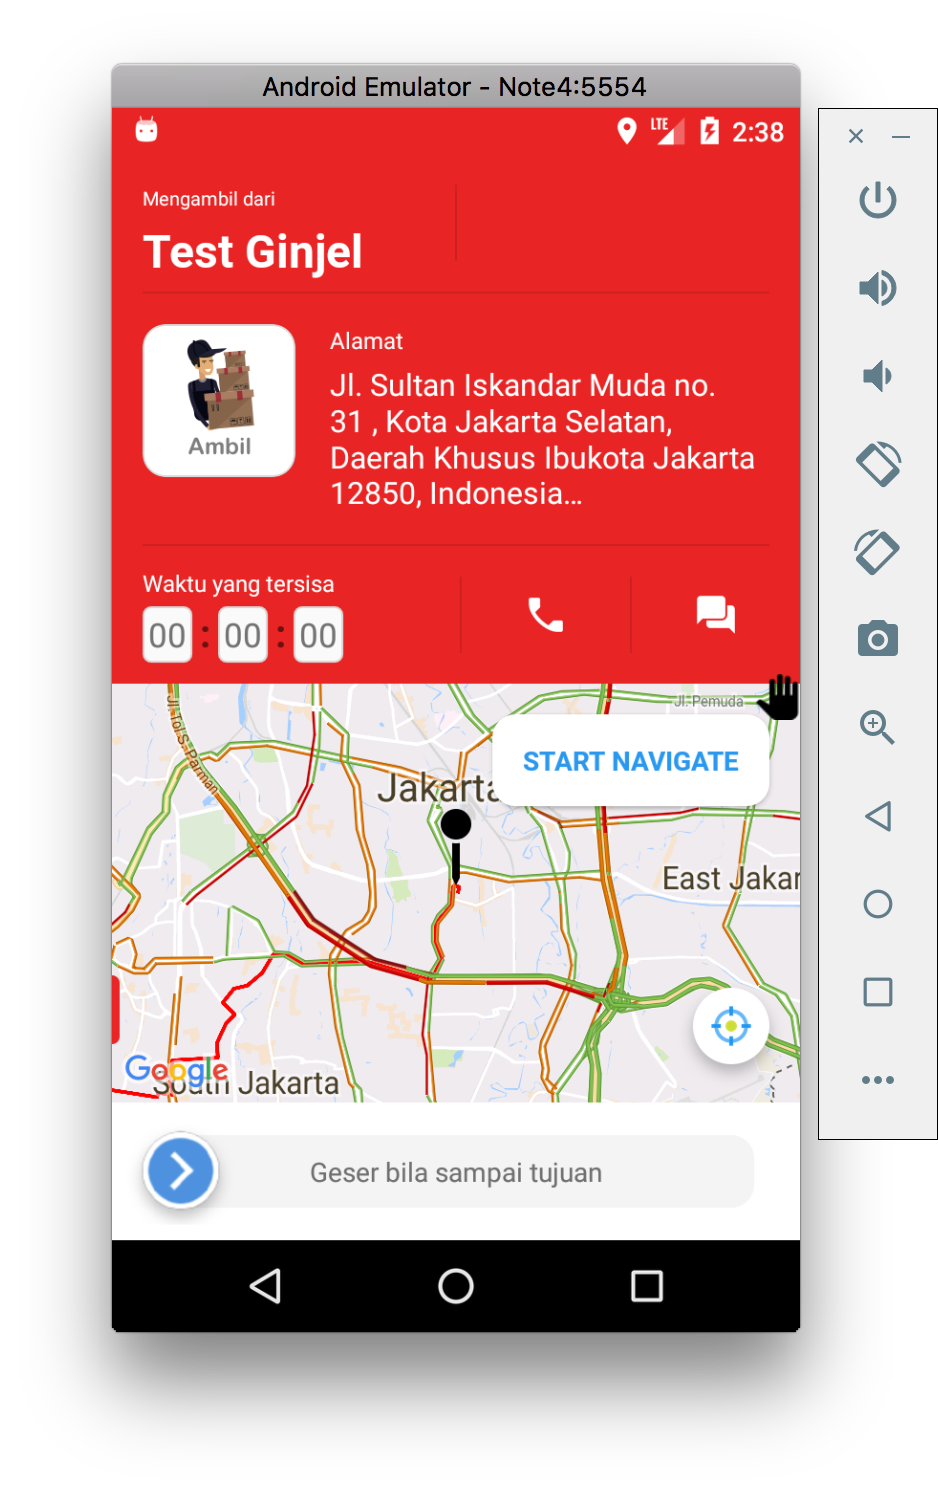 Android Emulator - Note4:5554
LTE
2:38
Mengambil dari
Test Ginjel
Ambil
Alamat
Jl. Sultan Iskandar Muda no.
31 , Kota Jakarta Selatan,
Daerah Khusus Ibukota Jakarta
12850, Indonesia...
Waktu yang tersisa
00 : 00 : 00
Jl. Tol S. Parman
Jl. Pemuda
START NAVIGATE
Jakarta
East Jakar
Google
South Jakarta
Geser bila sampai tujuan